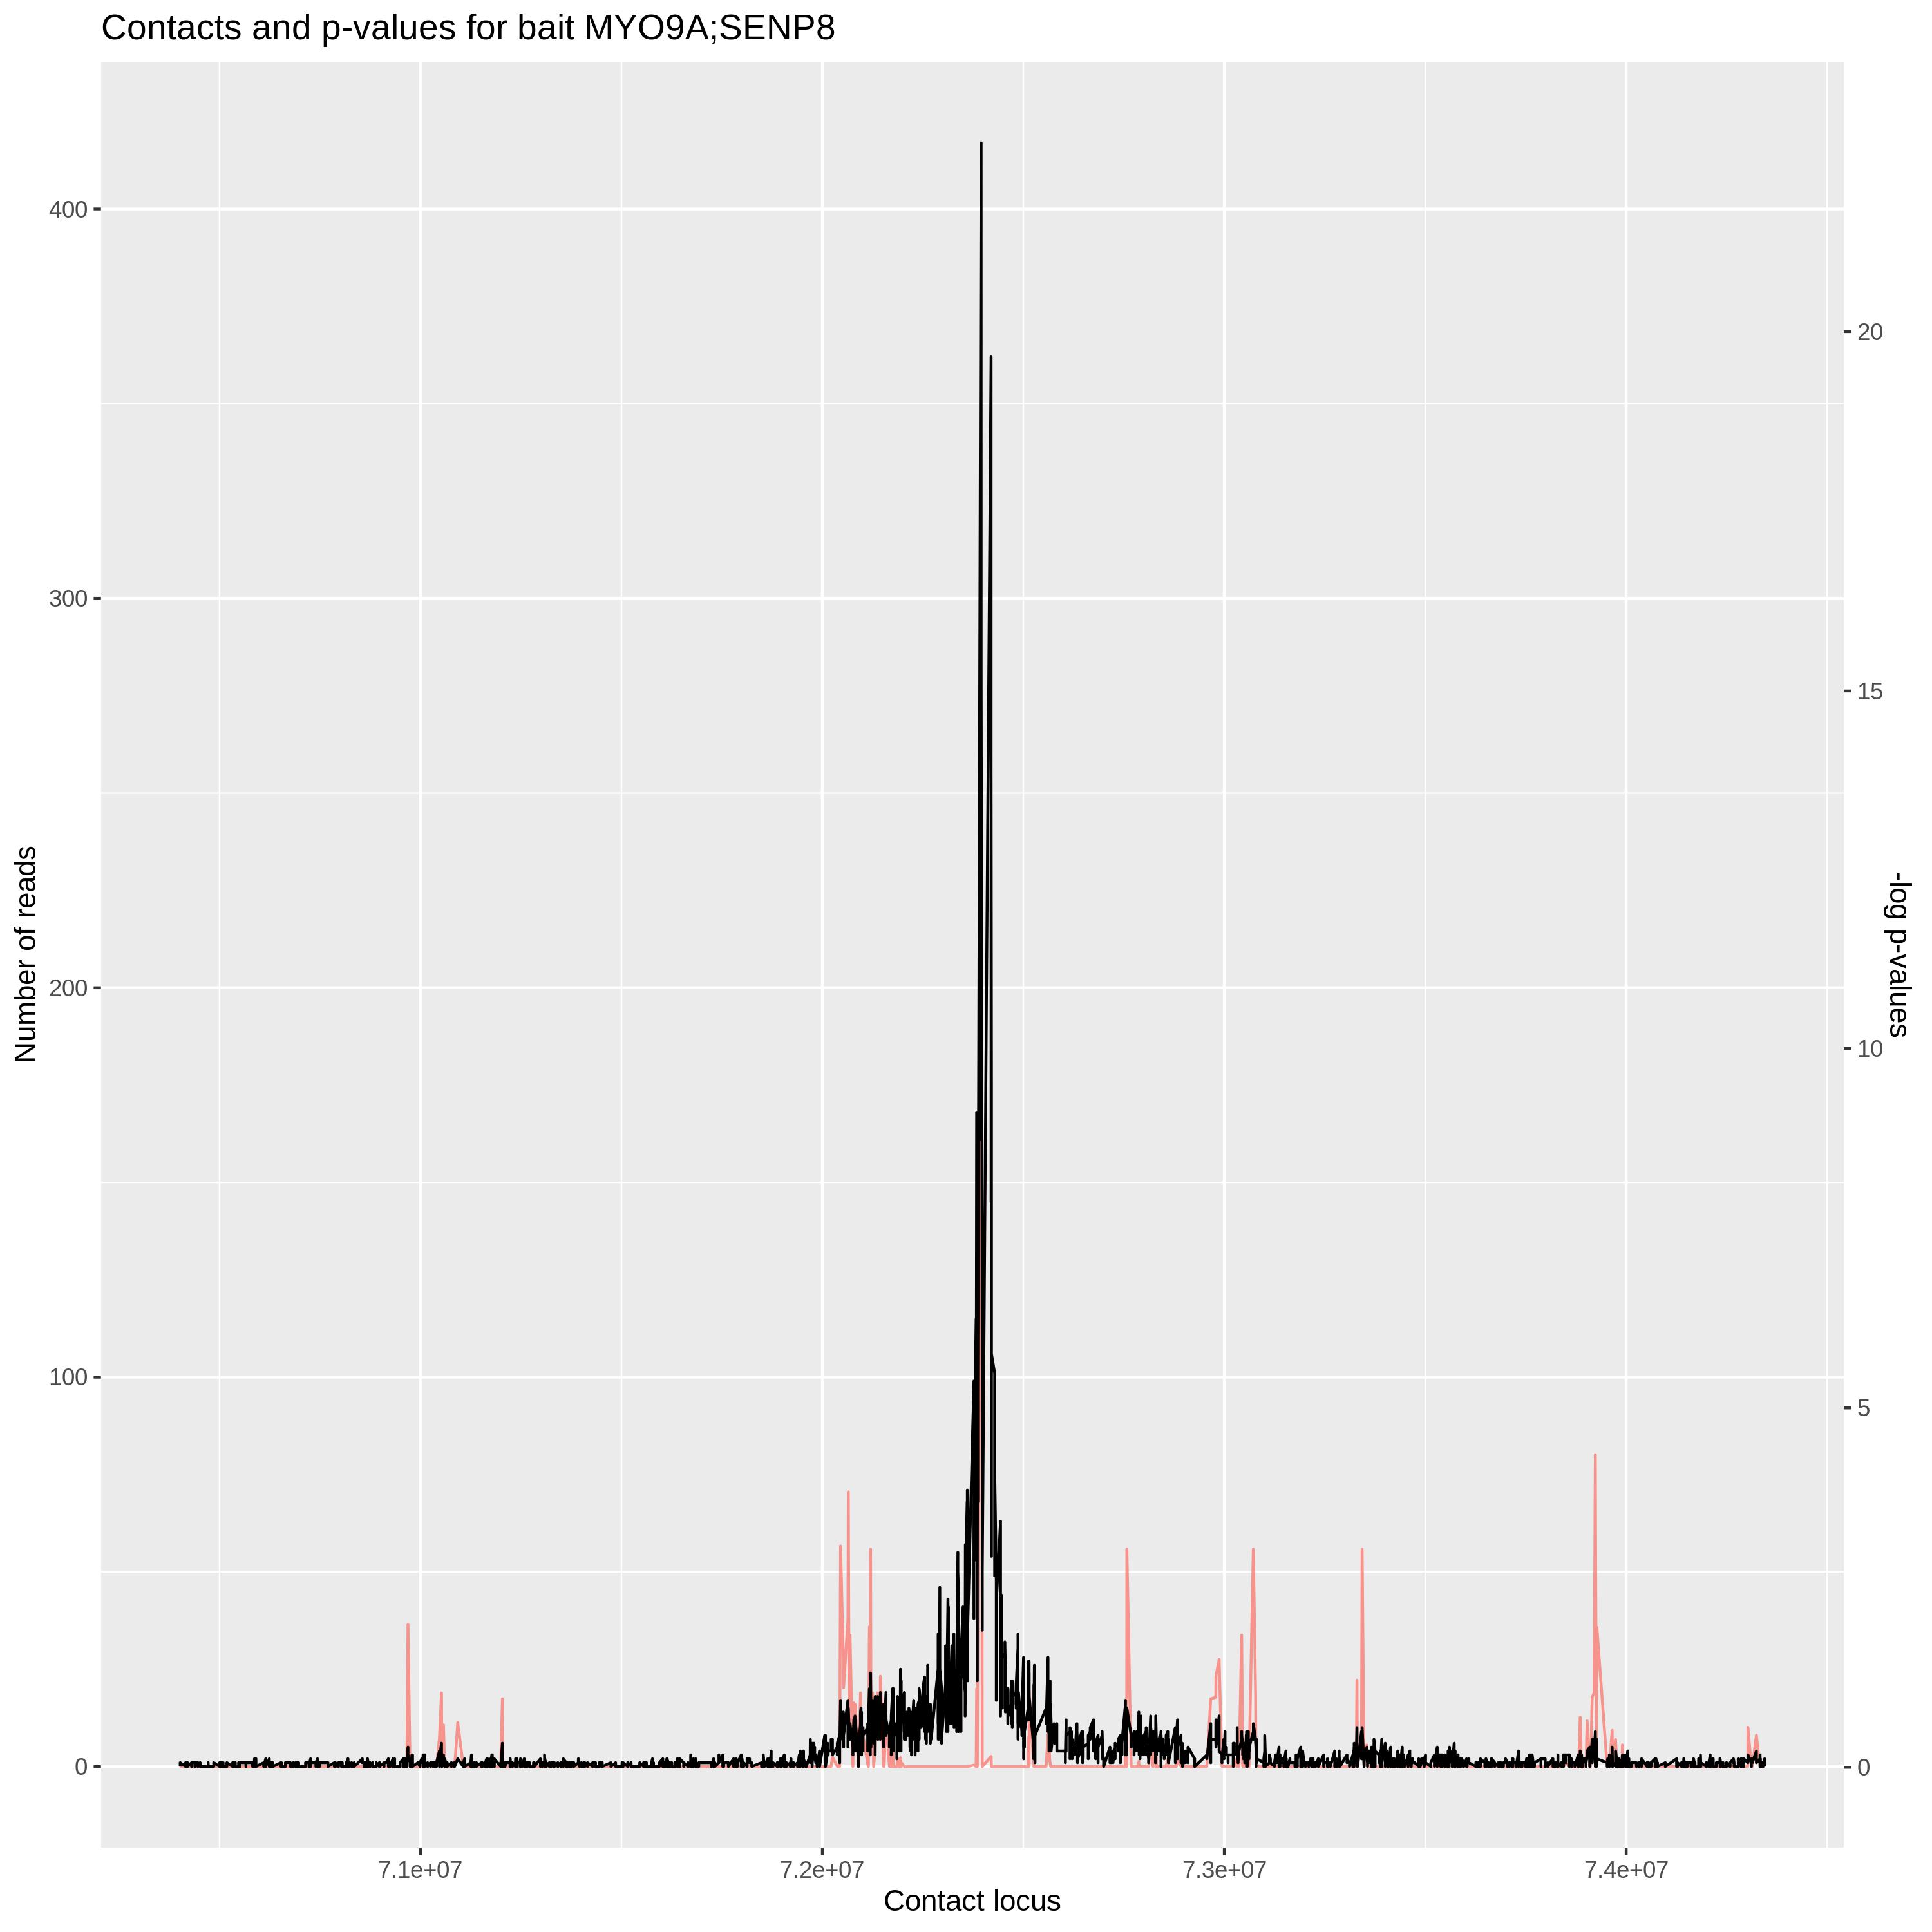 Contacts and p-values for bait MYO9A;SENP8
400
300
200
100
0
Number of reads
20
15
10
5
0
-log p-values
7.1e+07
7.2e+07
7.3e+07
7.4e+07
Contact locus